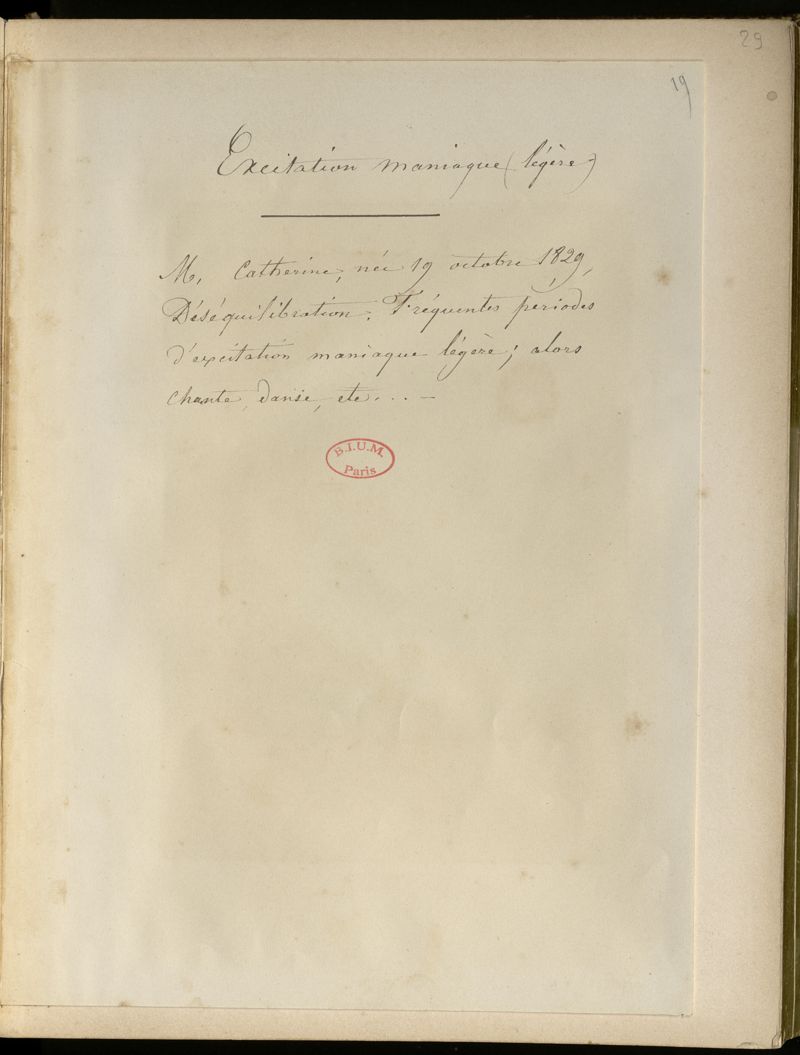 29
19
Excitation maniaque (légère)
M. Catherine, née 19 octobre 1829,
Déséquilibration. Fréquentes périodes
d'excitation maniaque légère; alors
chante, danse, etc...-
B.I.U.M.
Paris